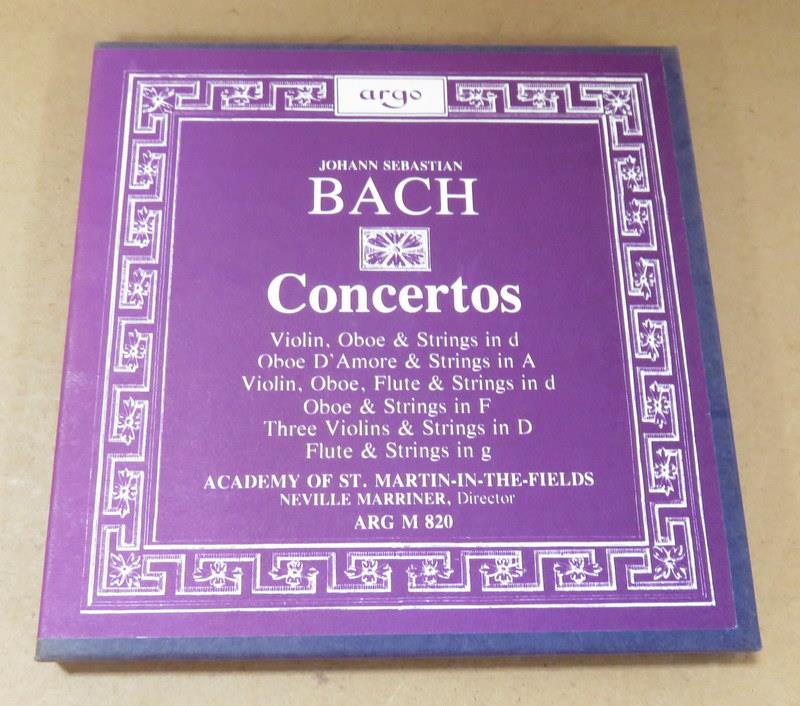 argo
JOHANN SEBASTIAN
BACH
Concertos
Violin, Oboe & Strings in d
Oboe D'Amore & Strings in A
Violin, Oboe, Flute & Strings in d
Oboe & Strings in F
Three Violins & Strings in D
Flute & Strings in g
ACADEMY OF ST. MARTIN-IN-THE-FIELDS
NEVILLE MARRINER, Director
ARG M 820